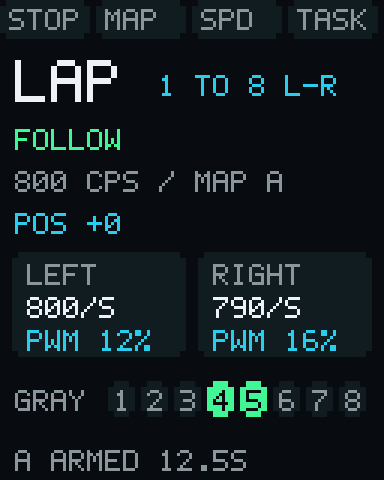 STOP MAP SPD TASK
LAP 1 TO 8 L-R
FOLLOW
800 CPS / MAP A
POS +0
LEFT RIGHT
800/S 790/S
PWM 12% PWM 16%
GRAY 1 2 3 4 5 6 7 8
A ARMED 12.5S